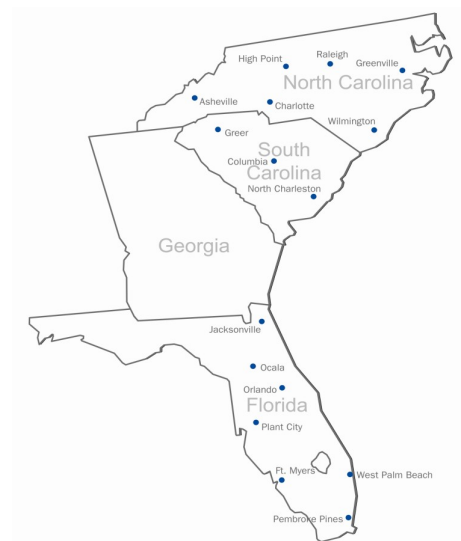 Raleigh
High Point
Greenville
North Carolina
Asheville
Charlotte
Wilmington
Greer
South
Carolina
Columbia
North Charleston
Georgia
Jacksonville
Ocala
Orlando
Florida
Plant City
Ft. Myers
West Palm Beach
Pembroke Pines